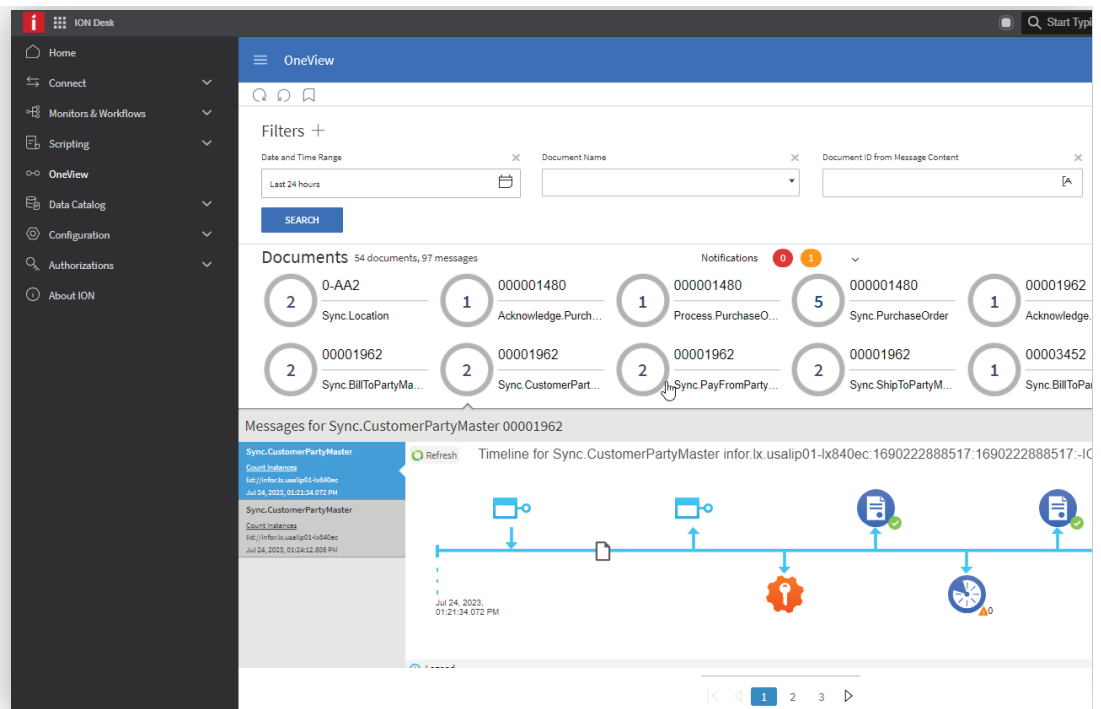 ION Desk
Start Typi
Home
Connect
Monitors & Workflows
Scripting
OneView
Data Catalog
Configuration
Authorizations
About ION
OneView
Filters +
Date and Time Range
Document Name
Document ID from Message Content
Last 24 hours
SEARCH
Documents 54 documents, 97 messages
Notifications 0 1
2 0-AA2
Sync.Location
1 000001480
Acknowledge.Purch...
1 000001480
Process.PurchaseO...
5 000001480
Sync.PurchaseOrder
1 00001962
Acknowledge.
2 00001962
Sync.BillToPartyMa...
2 00001962
Sync.CustomerPart...
2 00001962
Sync.PayFromParty...
2 00001962
Sync.ShipToPartyM...
1 00003452
Sync.BillToPar
Messages for Sync.CustomerPartyMaster 00001962
Sync.CustomerPartyMaster
Count Instances
lid://infor.lx.usalip01-lx840ec
Jul 24, 2023, 01:21:34.072 PM
Sync.CustomerPartyMaster
Count Instances
lid://infor.lx.usalip01-lx840ec
Jul 24, 2023, 01:24:12.808 PM
Refresh
Timeline for Sync.CustomerPartyMaster infor.lx.usalip01-lx840ec:1690222888517:1690222888517:-IC
Jul 24, 2023,
01:21:34.072 PM
0
1 2 3